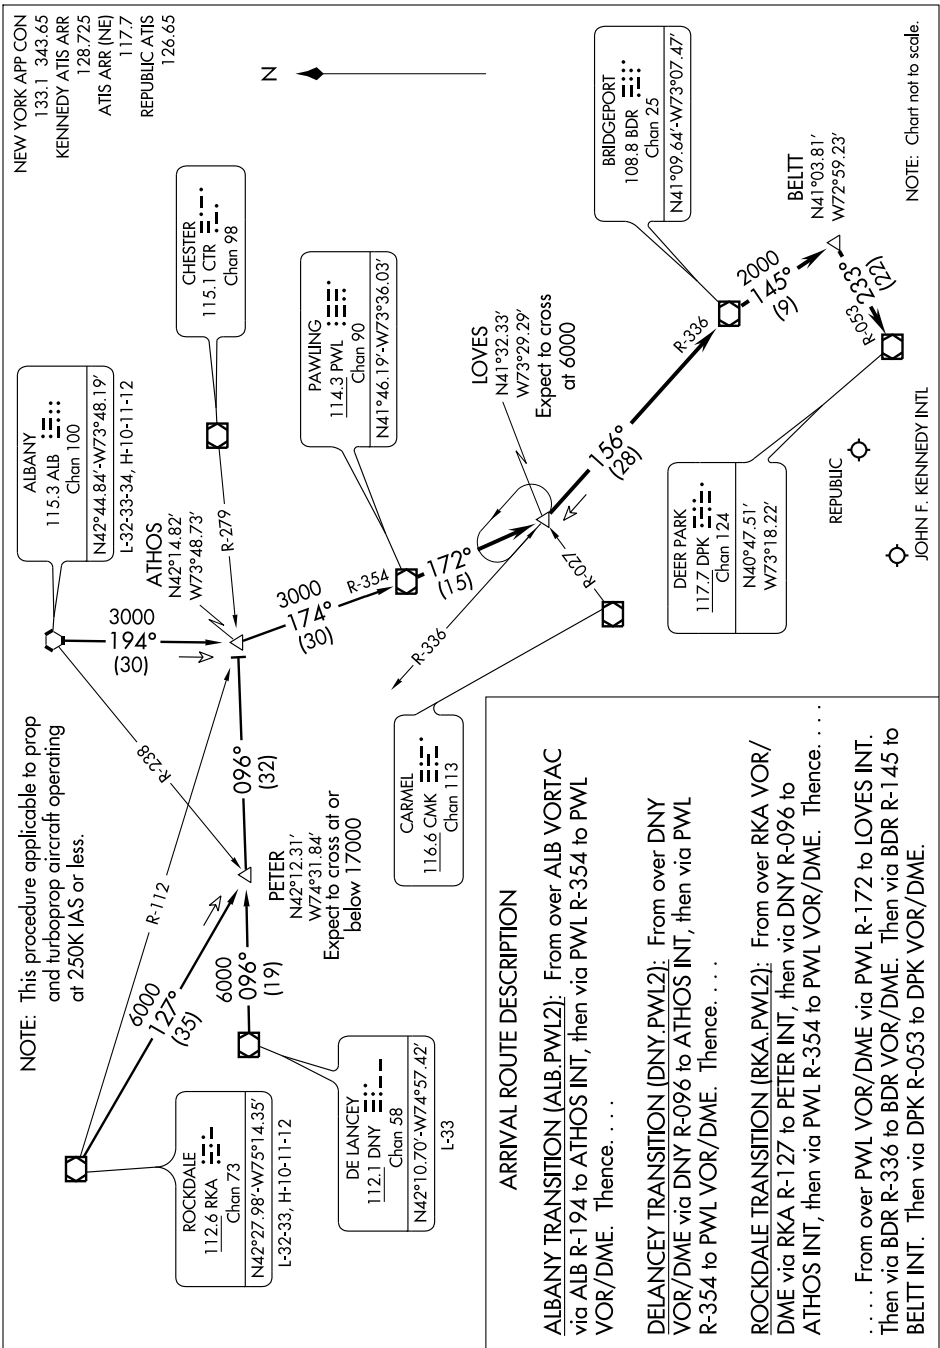 NEW YORK APP CON
133.1 343.65
KENNEDY ATIS ARR
128.725
ATIS ARR (NE)
117.7
REPUBLIC ATIS
126.65
NOTE: This procedure applicable to prop
and turboprop aircraft operating
at 250K IAS or less.
N
ALBANY
115.3 ALB
Chan 100
N42°44.84'-W73°48.19'
L-32-33-34, H-10-11-12
CHESTER
115.1 CTR
Chan 98
R-279
ATHOS
N42°14.82'
W73°48.73'
3000
194°
(30)
R-238
R-112
ROCKDALE
112.6 RKA
Chan 73
N42°27.98'-W75°14.35'
L-32-33, H-10-11-12
6000
127°
(35)
6000
096°
(19)
096°
(32)
PETER
N42°12.31'
W74°31.84'
Expect to cross at or
below 17000
DE LANCEY
112.1 DNY
Chan 58
N42°10.70'-W74°57.42'
L-33
3000
174°
(30)
R-354
PAWLING
114.3 PWL
Chan 90
N41°46.19'-W73°36.03'
172°
(15)
LOVES
N41°32.33'
W73°29.29'
Expect to cross
at 6000
R-336
R-027
CARMEL
116.6 CMK
Chan 113
156°
(28)
R-336
BRIDGEPORT
108.8 BDR
Chan 25
N41°09.64'-W73°07.47'
2000
145°
(9)
BELTT
N41°03.81'
W72°59.23'
R-053
233°
(22)
DEER PARK
117.7 DPK
Chan 124
N40°47.51'
W73°18.22'
REPUBLIC
JOHN F. KENNEDY INTL
NOTE: Chart not to scale.
ARRIVAL ROUTE DESCRIPTION
ALBANY TRANSITION (ALB.PWL2): From over ALB VORTAC
via ALB R-194 to ATHOS INT, then via PWL R-354 to PWL
VOR/DME. Thence. . . .
DELANCEY TRANSITION (DNY.PWL2): From over DNY
VOR/DME via DNY R-096 to ATHOS INT, then via PWL
R-354 to PWL VOR/DME. Thence. . . .
ROCKDALE TRANSITION (RKA.PWL2): From over RKA VOR/
DME via RKA R-127 to PETER INT, then via DNY R-096 to
ATHOS INT, then via PWL R-354 to PWL VOR/DME. Thence. . . .
. . . . From over PWL VOR/DME via PWL R-172 to LOVES INT.
Then via BDR R-336 to BDR VOR/DME. Then via BDR R-145 to
BELTT INT. Then via DPK R-053 to DPK VOR/DME.